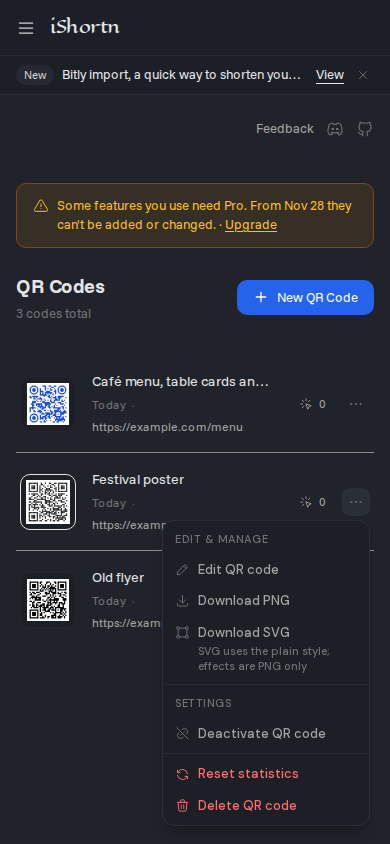 iShortn
New Bitly import, a quick way to shorten you… View
Feedback
Some features you use need Pro. From Nov 28 they
can't be added or changed. · Upgrade
QR Codes
3 codes total
New QR Code
Café menu, table cards an…
Today ·
0
https://example.com/menu
Festival poster
Today ·
0
https://exam
EDIT & MANAGE
Edit QR code
Old flyer
Download PNG
Today ·
https://exam
Download SVG
SVG uses the plain style;
effects are PNG only
SETTINGS
Deactivate QR code
Reset statistics
Delete QR code